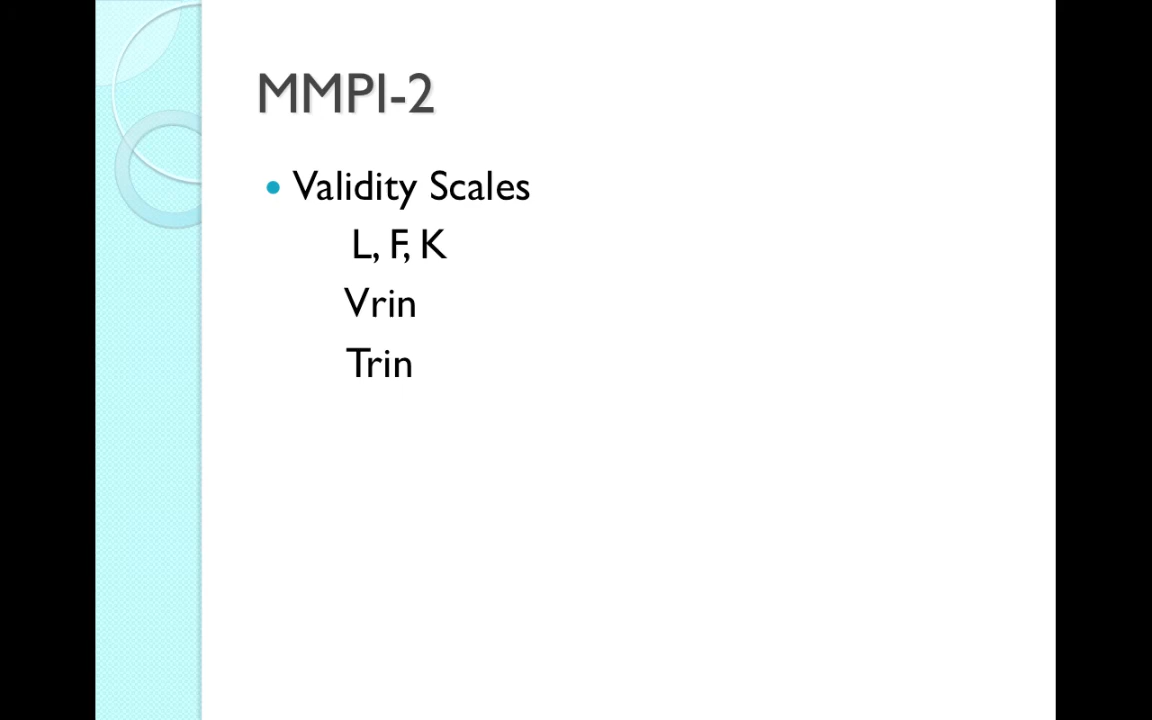 MMPI-2
• Validity Scales
L, F, K
Vrin
Trin